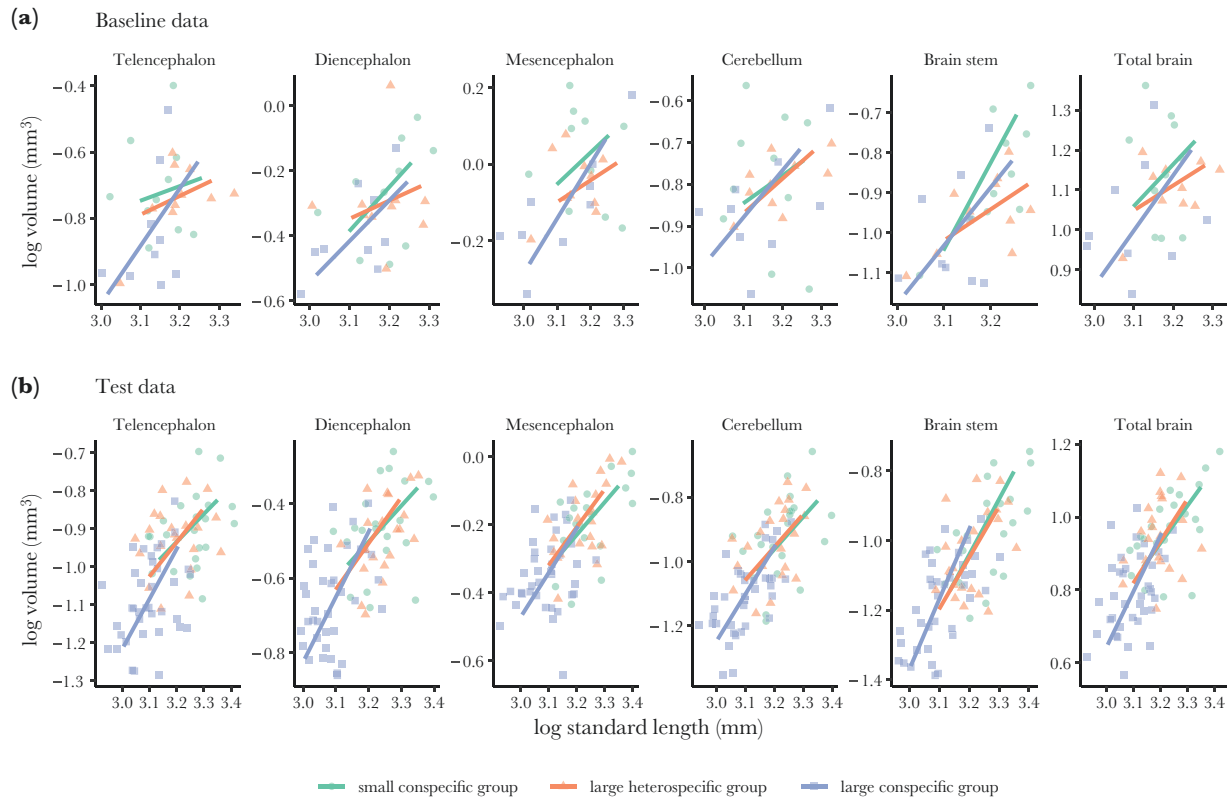 (a) Baseline data
Telencephalon Diencephalon Mesencephalon Cerebellum Brain stem Total brain
log volume (mm³)
−0.4 −0.6 −0.8 −1.0
0.0 −0.2 −0.4 −0.6
0.2 0.0 0.2
−0.6 −0.7 −0.8 −0.9 −1.0
−0.7 −0.8 −0.9 −1.0 −1.1
1.3 1.2 1.1 1.0 0.9
3.0 3.1 3.2 3.3 3.0 3.1 3.2 3.3 3.0 3.1 3.2 3.3 3.0 3.1 3.2 3.3 3.0 3.1 3.2 3.0 3.1 3.2 3.3
(b) Test data
Telencephalon Diencephalon Mesencephalon Cerebellum Brain stem Total brain
log volume (mm³)
−0.7 −0.8 −0.9 −1.0 −1.1 −1.2 −1.3
−0.4 −0.6 −0.8
0.0 −0.2 −0.4 −0.6
−0.8 −1.0 −1.2
−0.8 −1.0 −1.2 −1.4
1.2 1.0 0.8 0.6
3.0 3.1 3.2 3.3 3.4 3.0 3.1 3.2 3.3 3.4 3.0 3.1 3.2 3.3 3.4 3.0 3.1 3.2 3.3 3.4 3.0 3.1 3.2 3.3 3.4 3.0 3.1 3.2 3.3 3.4
log standard length (mm)
small conspecific group large heterospecific group large conspecific group